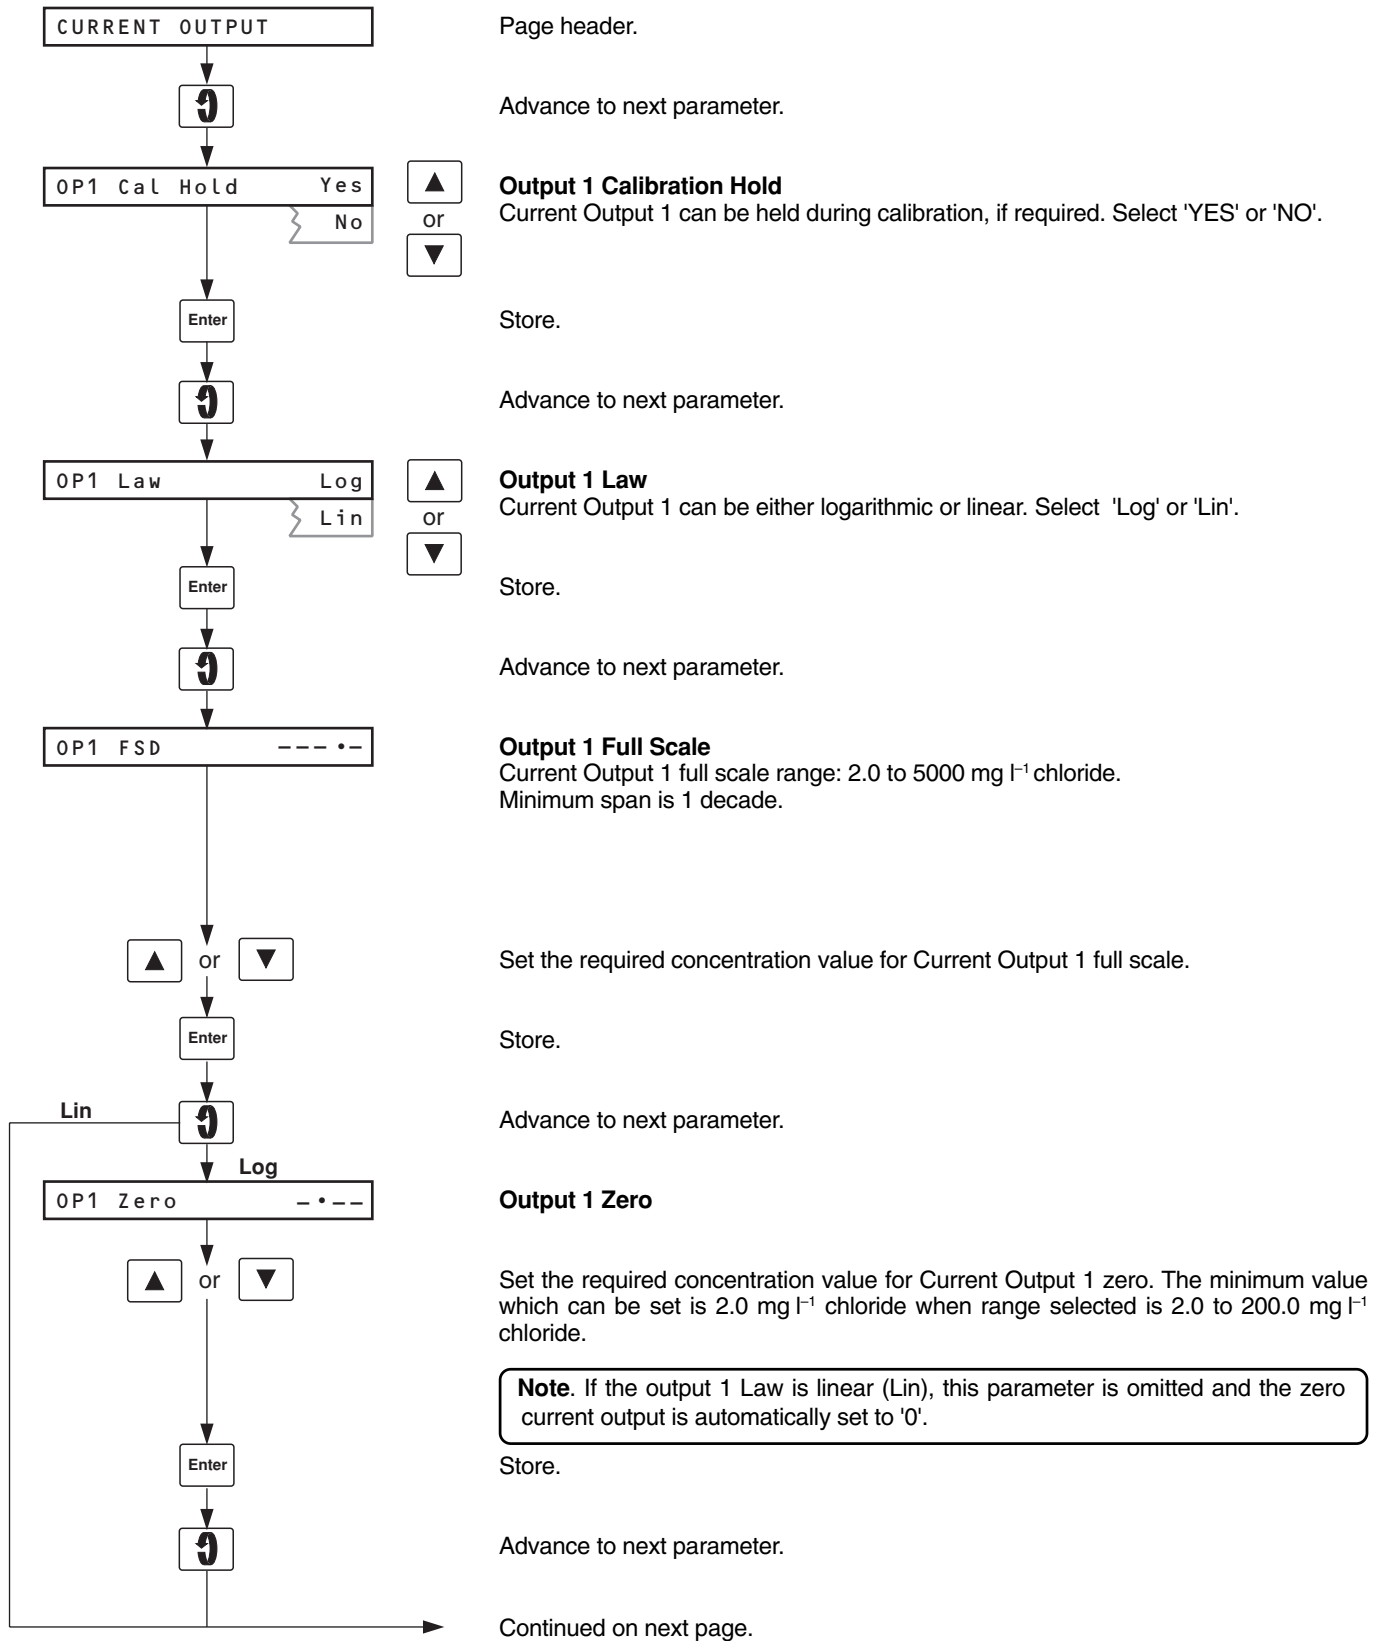 CURRENT OUTPUT
Page header.
Advance to next parameter.
OP1 Cal Hold Yes
No
or
Output 1 Calibration Hold
Current Output 1 can be held during calibration, if required. Select 'YES' or 'NO'.
Enter
Store.
Advance to next parameter.
OP1 Law Log
Lin
or
Output 1 Law
Current Output 1 can be either logarithmic or linear. Select 'Log' or 'Lin'.
Enter
Store.
Advance to next parameter.
OP1 FSD – – – • –
Output 1 Full Scale
Current Output 1 full scale range: 2.0 to 5000 mg l⁻¹ chloride.
Minimum span is 1 decade.
or
Set the required concentration value for Current Output 1 full scale.
Enter
Store.
Lin
Advance to next parameter.
Log
OP1 Zero – • – –
Output 1 Zero
or
Set the required concentration value for Current Output 1 zero. The minimum value
which can be set is 2.0 mg l⁻¹ chloride when range selected is 2.0 to 200.0 mg l⁻¹
chloride.
Note. If the output 1 Law is linear (Lin), this parameter is omitted and the zero
current output is automatically set to '0'.
Enter
Store.
Advance to next parameter.
Continued on next page.